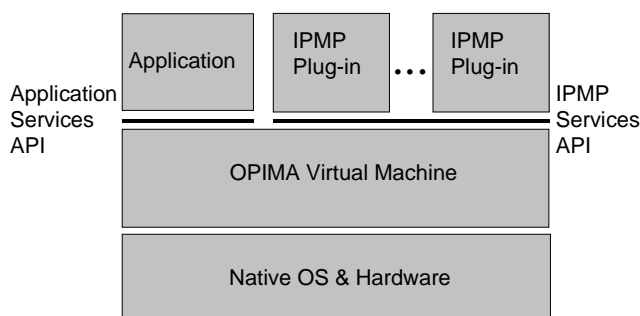 Application
IPMP
Plug-in
...
IPMP
Plug-in
Application
Services
API
IPMP
Services
API
OPIMA Virtual Machine
Native OS & Hardware